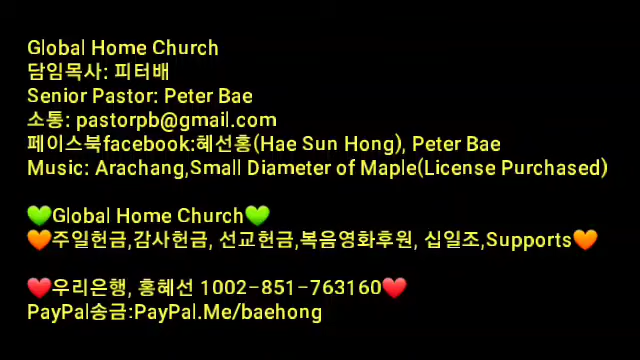 Global Home Church
담임목사: 피터배
Senior Pastor: Peter Bae
소통: pastorpb@gmail.com
페이스북facebook:혜선홍(Hae Sun Hong), Peter Bae
Music: Arachang,Small Diameter of Maple(License Purchased)
💚Global Home Church💚
🧡주일헌금,감사헌금, 선교헌금,복음영화후원, 십일조,Supports🧡
❤️우리은행, 홍혜선 1002-851-763160❤️
PayPal송금:PayPal.Me/baehong